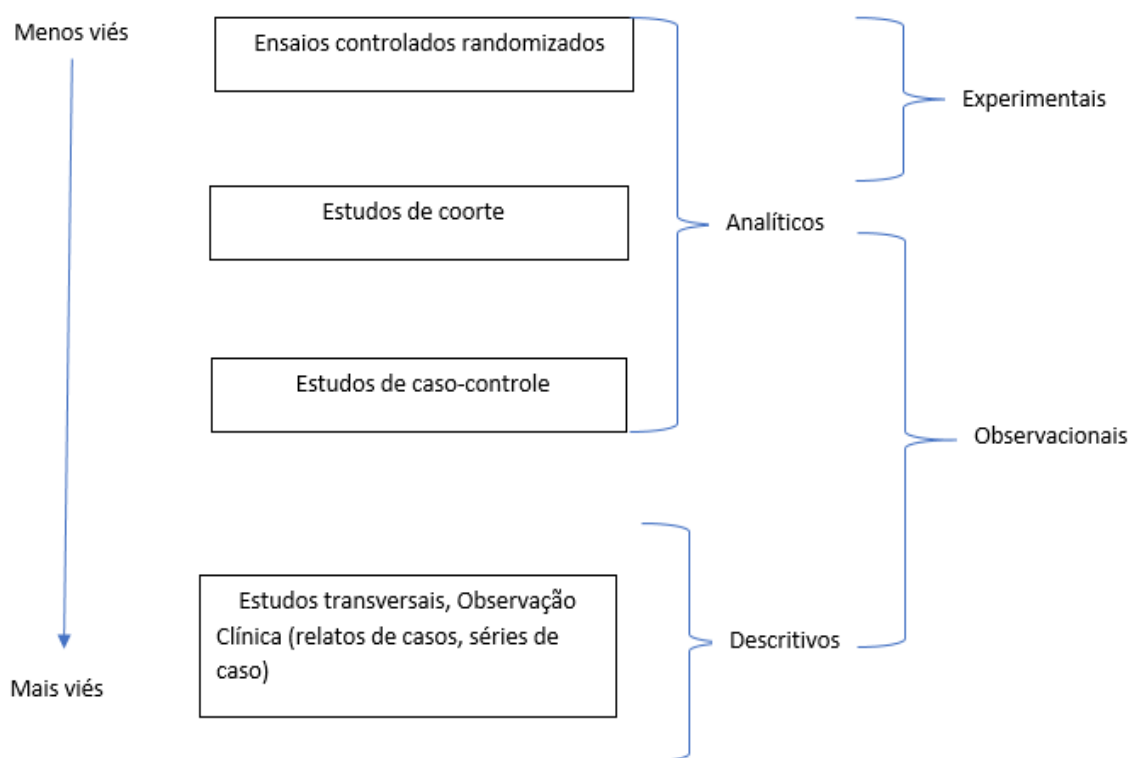 Menos viés
Ensaios controlados randomizados
Experimentais
Estudos de coorte
Analíticos
Estudos de caso-controle
Observacionais
Estudos transversais, Observação
Clínica (relatos de casos, séries de
caso)
Descritivos
Mais viés